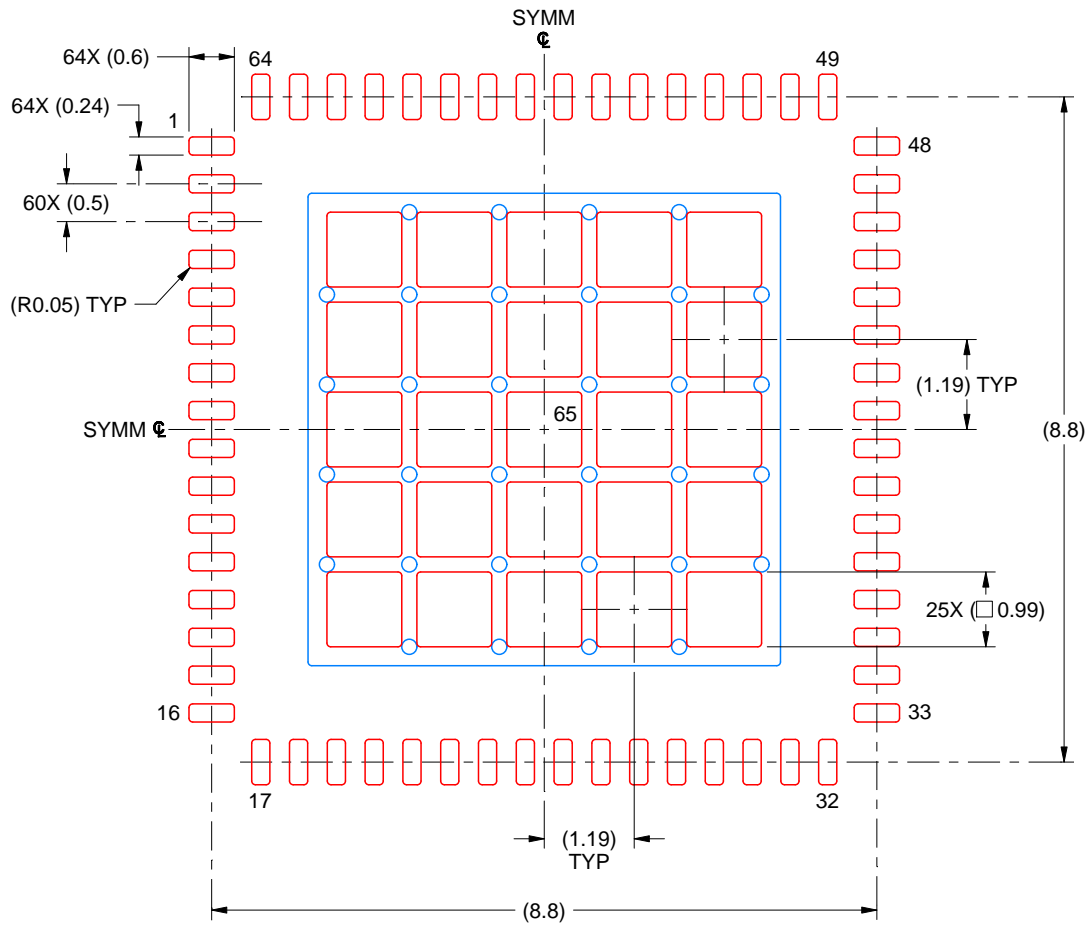 SYMM
℄
64X (0.6)
64
49
64X (0.24)
1
48
60X (0.5)
(R0.05) TYP
(1.19) TYP
65
SYMM ℄
(8.8)
25X (□ 0.99)
16
33
17
32
(1.19)
TYP
(8.8)